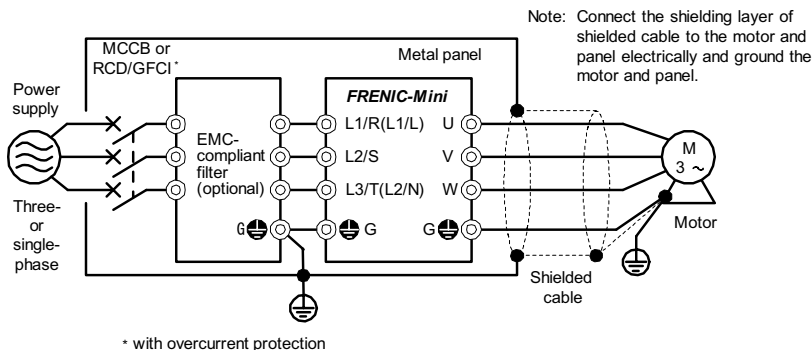 Note: Connect the shielding layer of
shielded cable to the motor and
panel electrically and ground the
motor and panel.
MCCB or
RCD/GFCI *
Metal panel
Power
supply
FRENIC-Mini
EMC-
compliant
filter
(optional)
L1/R(L1/L) U
L2/S V
L3/T(L2/N) W
G G G
M
3 ~
Motor
Three-
or
single-
phase
Shielded
cable
* with overcurrent protection